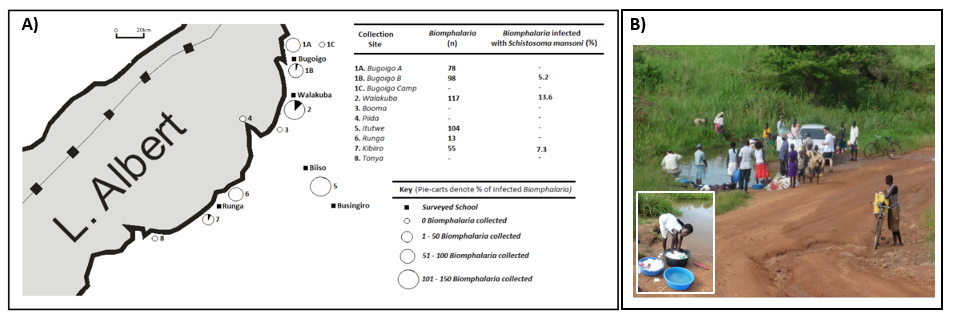 A)
0 20km
1A 1C
Bugoigo
1B
Walakuba
2
4
3
L. Albert
Biiso
5
6
Runga
Busingiro
7
8
Collection Site Biomphalaria (n) Biomphalaria infected with Schistosoma mansoni (%)
1A. Bugoigo A 78 -
1B. Bugoigo B 98 5.2
1C. Bugoigo Camp - -
2. Walakuba 117 13.6
3. Booma - -
4. Piida - -
5. Itutwe 104 -
6. Runga 13 -
7. Kibiiro 55 7.3
8. Tonya - -
Key (Pie-carts denote % of infected Biomphalaria)
Surveyed School
0 Biomphalaria collected
1 - 50 Biomphalaria collected
51 - 100 Biomphalaria collected
101 - 150 Biomphalaria collected
B)